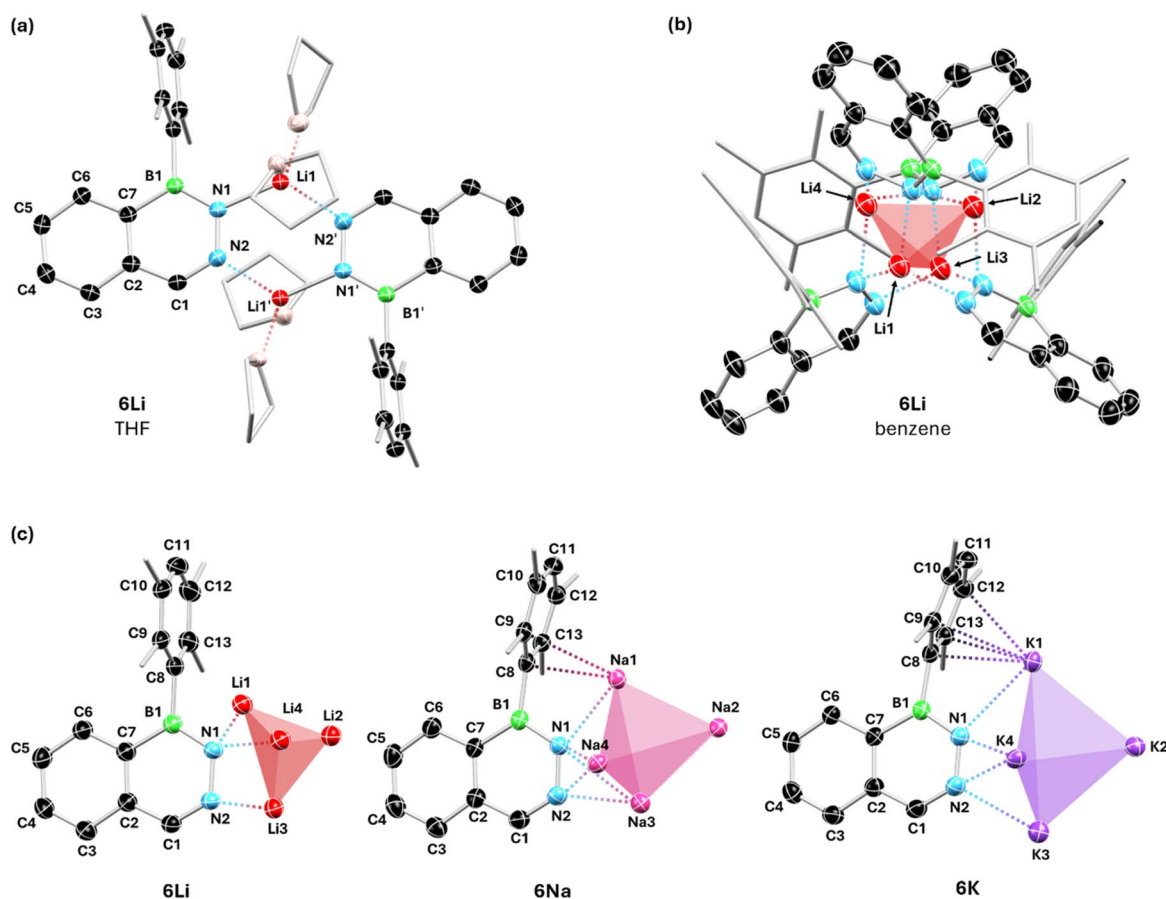 (a)
B1
N1
Li1
C6
C7
C5
N2
N2'
C4
C2
C1
C3
Li1'
N1'
B1'
6Li
THF
(b)
Li4
Li2
Li3
Li1
6Li
benzene
(c)
C11
C10
C12
C9
C13
C8
Li1
Li4
Li2
B1
C6
C7
N1
C5
C4
C2
N2
Li3
C3
C1
6Li
C11
C10
C12
C9
C13
C8
Na1
B1
C6
N1
Na2
C7
C5
Na4
C4
C2
N2
Na3
C3
C1
6Na
C11
C10
C12
C9
C13
C8
K1
B1
C6
N1
C7
K4
K2
C5
C4
C2
N2
C3
C1
K3
6K